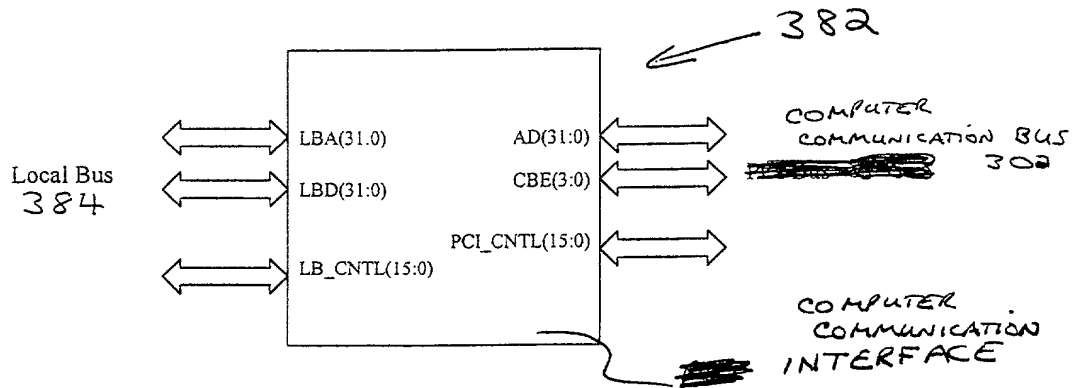 382
LBA(31.0)
AD(31:0)
COMPUTER
COMMUNICATION BUS
302
CBE(3:0)
Local Bus
384
LBD(31:0)
PCI_CNTL(15:0)
LB_CNTL(15:0)
COMPUTER
COMMUNICATION
INTERFACE